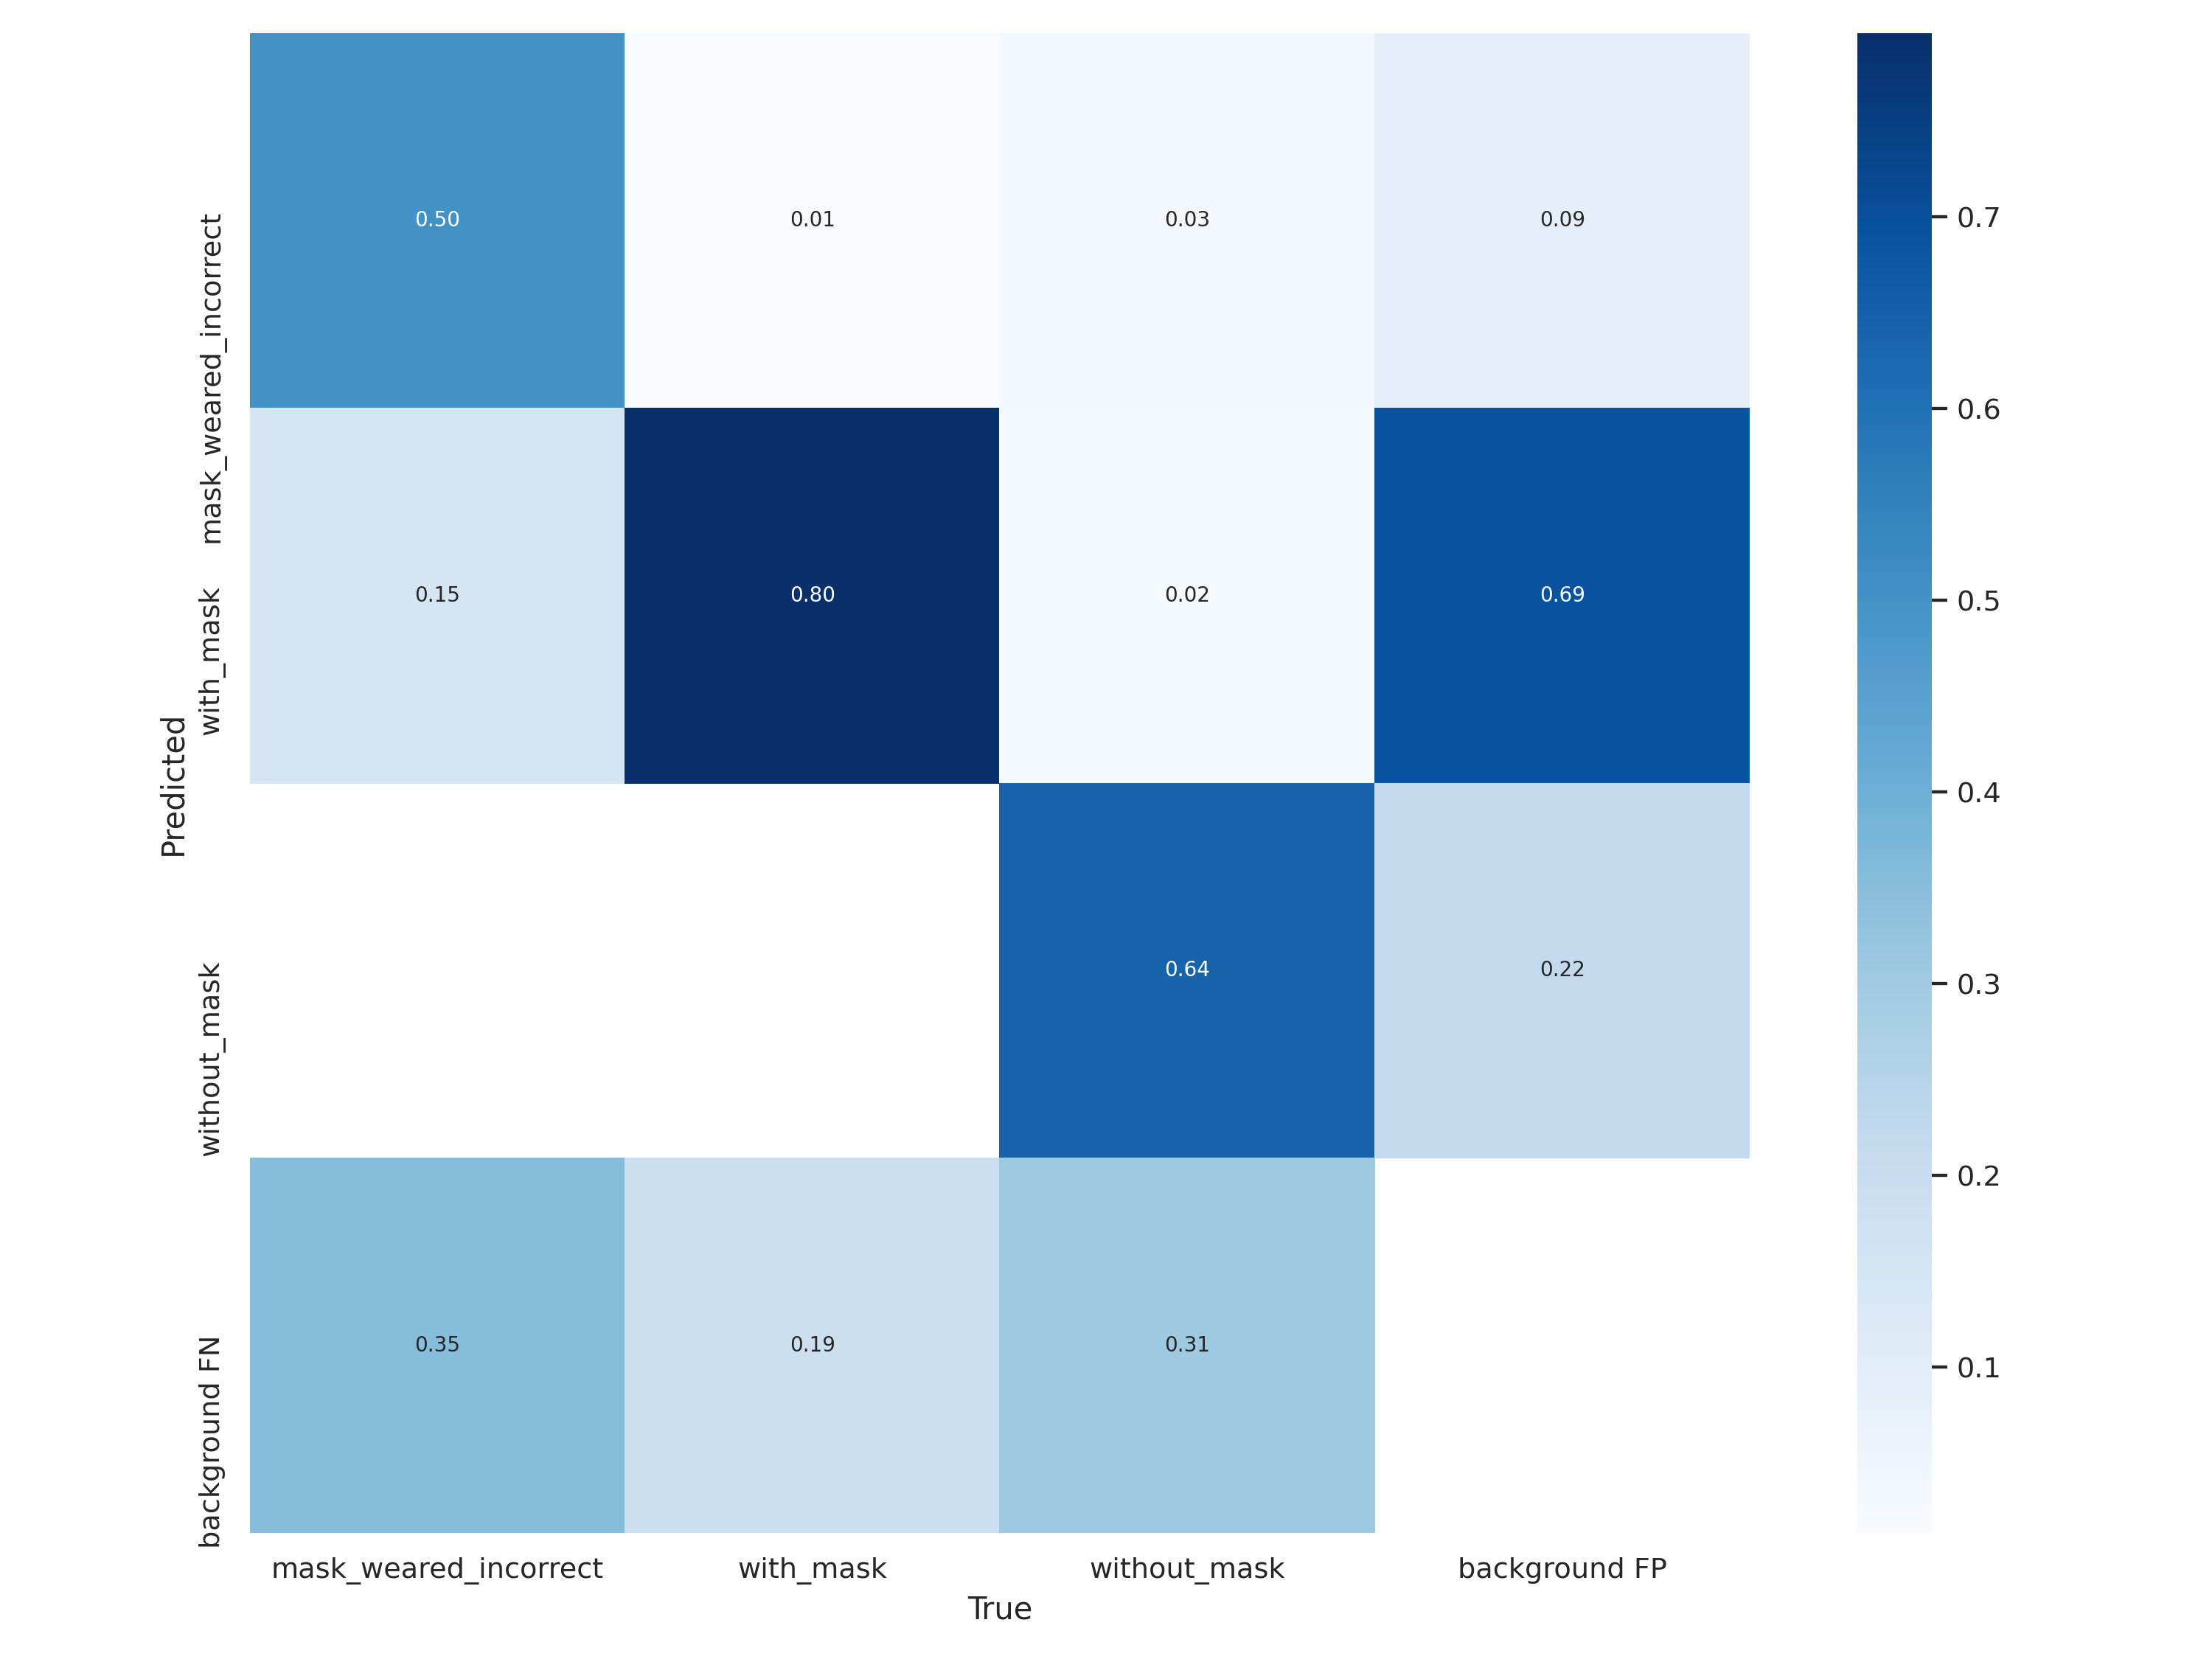 0.50 0.01 0.03 0.09
0.15 0.80 0.02 0.69
0.64 0.22
0.35 0.19 0.31
mask_weared_incorrect
with_mask
without_mask
background FN
Predicted
mask_weared_incorrect with_mask without_mask background FP
True
0.7
0.6
0.5
0.4
0.3
0.2
0.1